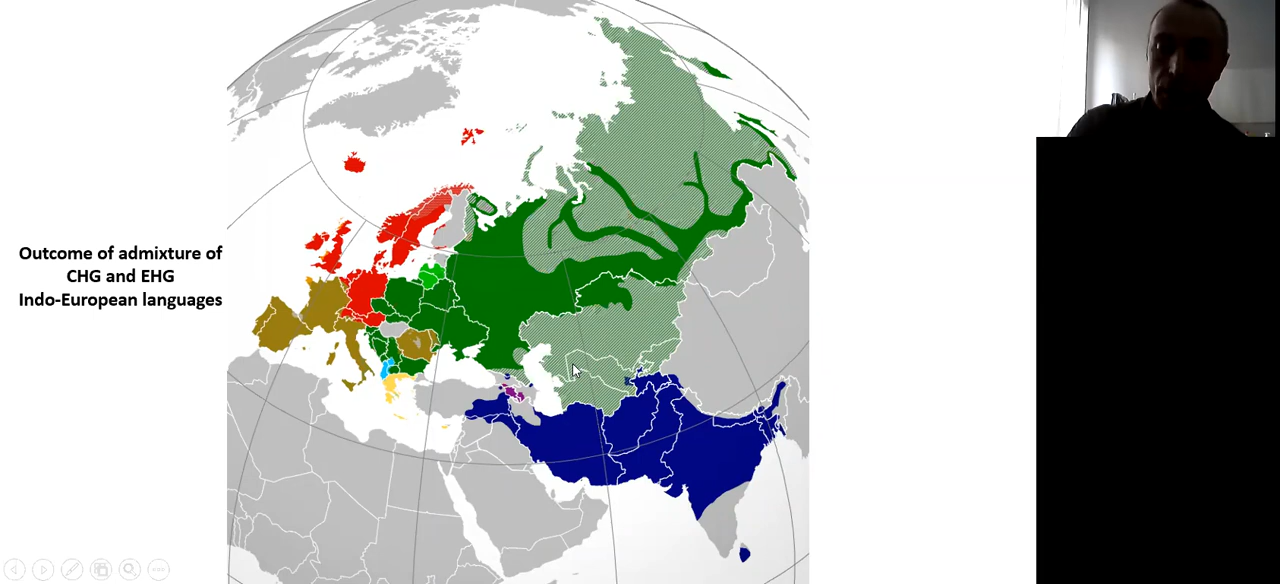 Outcome of admixture of
CHG and EHG
Indo-European languages